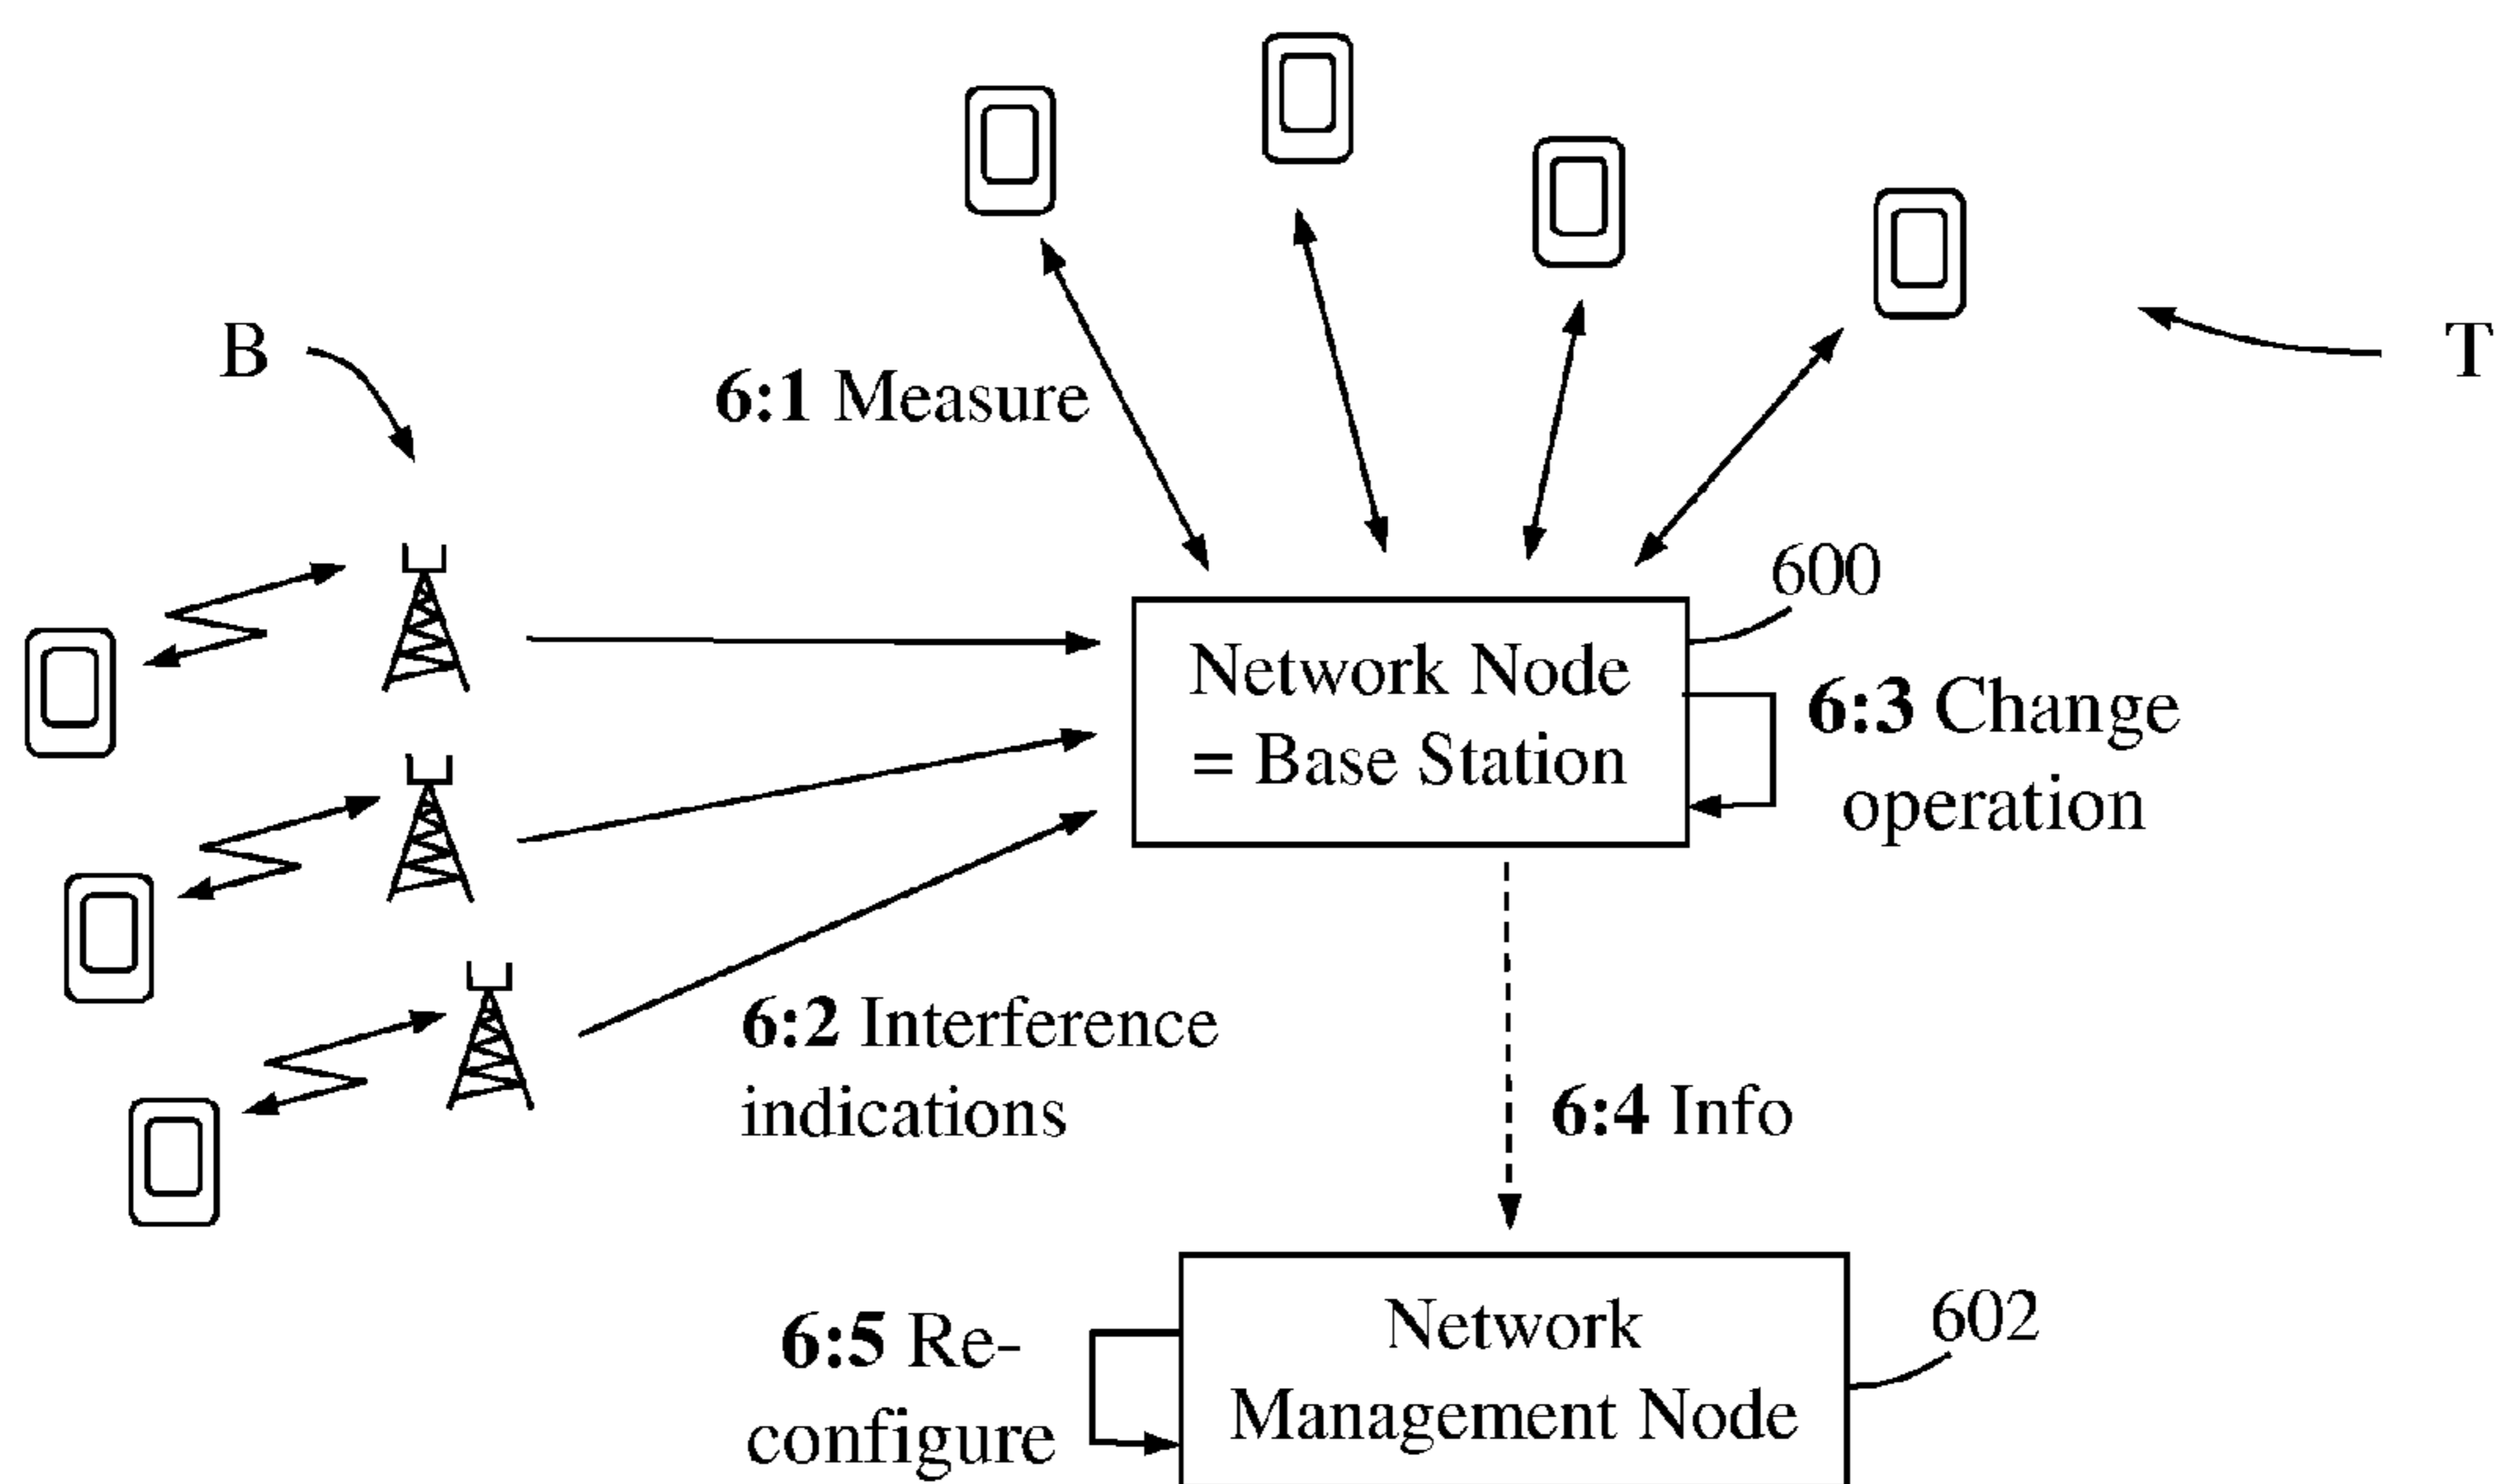 B
T
6:1 Measure
600
Network Node
= Base Station
6:3 Change
operation
6:2 Interference
indications
6:4 Info
602
Network
Management Node
6:5 Re-
configure